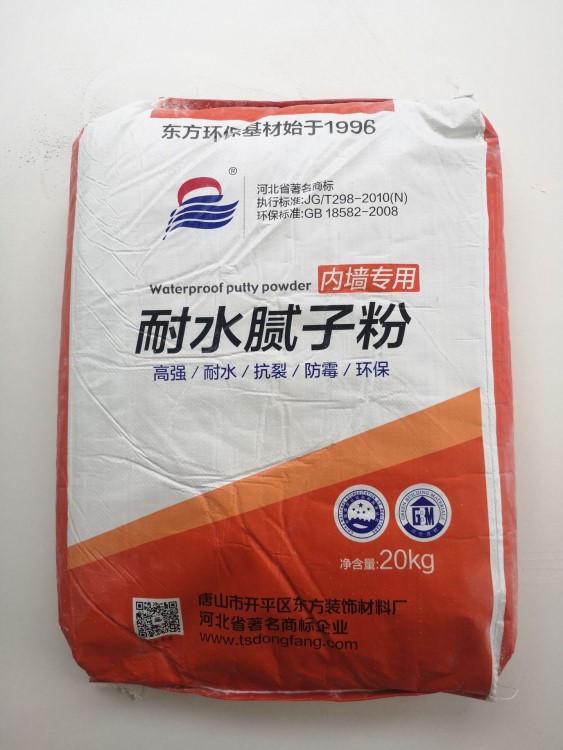 东方环保基材始于1996
®
河北省著名商标
执行标准:JG/T298-2010(N)
环保标准:GB 18582-2008
Waterproof putty powder 内墙专用
耐水腻子粉
高强/耐水/抗裂/防霉/环保
GBM
净含量:20kg
唐山市开平区东方装饰材料厂
河北省著名商标企业
www.tsdongfang.com